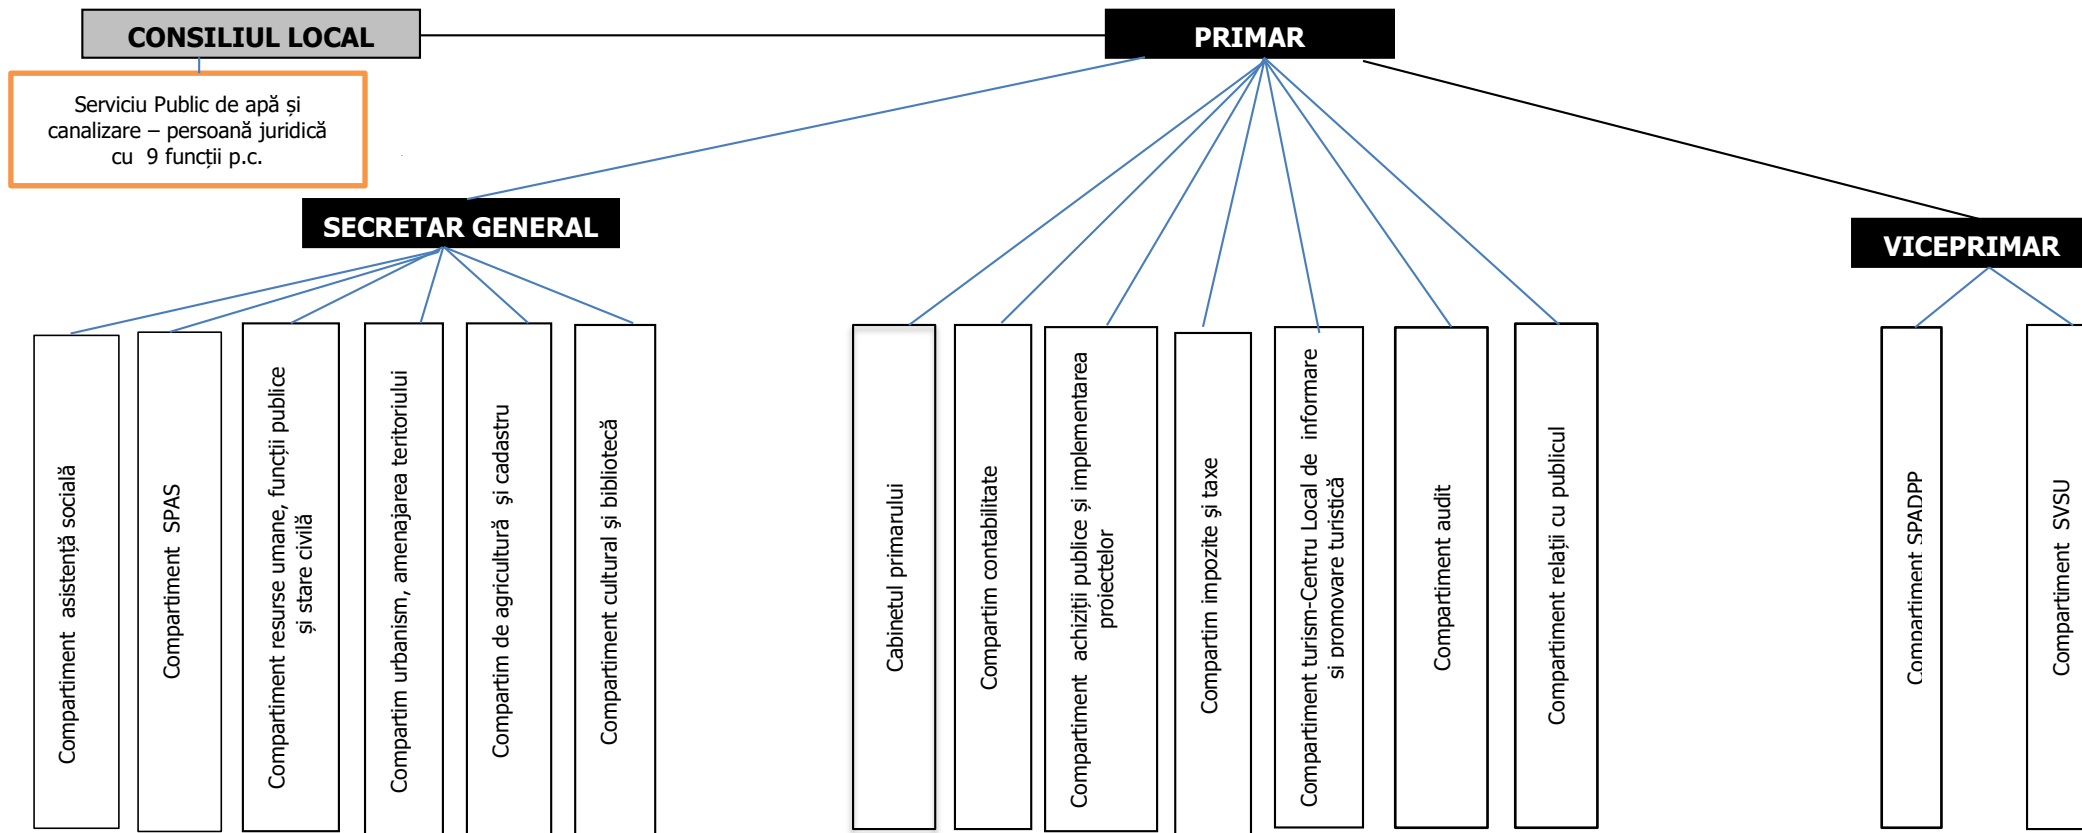 CONSILIUL LOCAL
PRIMAR
Serviciu Public de apă și
canalizare – persoană juridică
cu 9 funcții p.c.
SECRETAR GENERAL
VICEPRIMAR
Compartiment asistență socială
Compartiment SPAS
Compartiment resurse umane, funcții publice
și stare civilă
Compartim urbanism, amenajarea teritoriului
Compartim de agricultură și cadastru
Compartiment cultural și bibliotecă
Cabinetul primarului
Compartim contabilitate
Compartiment achiziții publice și implementarea
proiectelor
Compartim impozite și taxe
Compartiment turism-Centru Local de informare
și promovare turistică
Compartiment audit
Compartiment relații cu publicul
Compartiment SPADPP
Compartiment SVSU